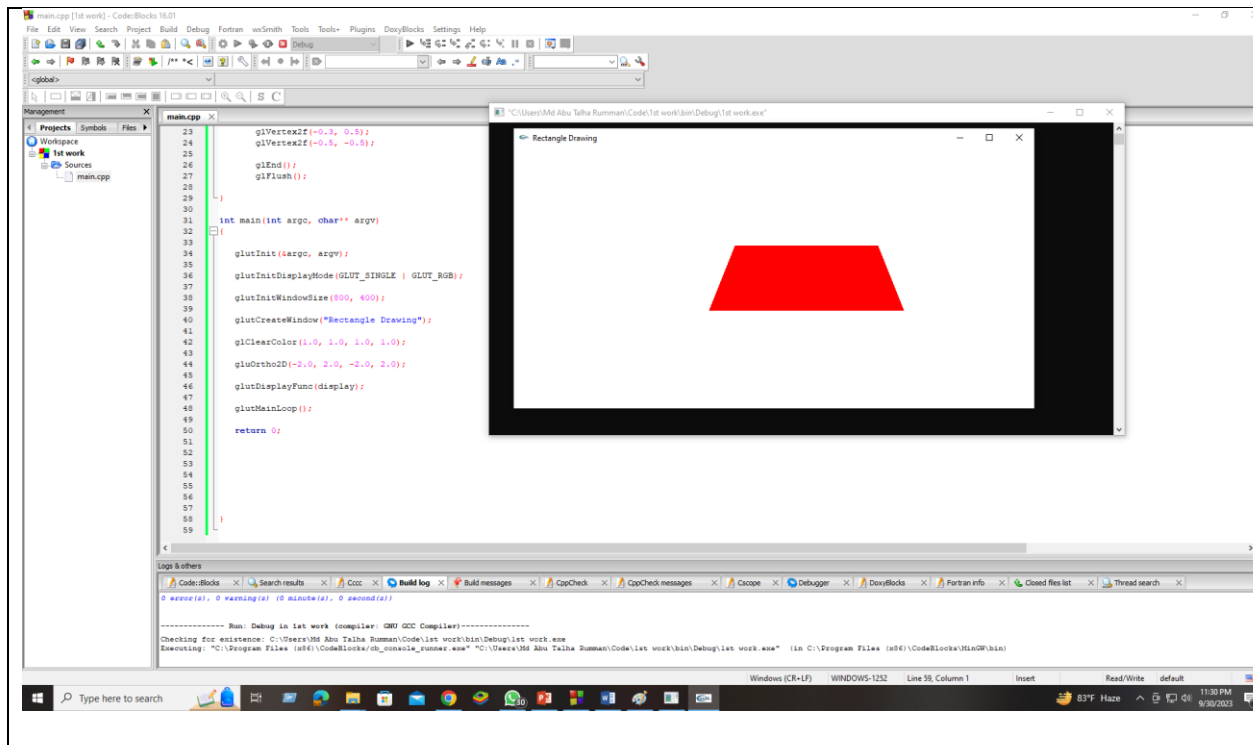 main.cpp [1st work] - Code::Blocks 16.01
File Edit View Search Project Build Debug Fortran wxSmith Tools Tools+ Plugins DoxyBlocks Settings Help
Debug
/** *<
<global>
S C
Management
Projects Symbols Files
Workspace
1st work
Sources
main.cpp
main.cpp
23 glVertex2f(-0.3, 0.5);
24 glVertex2f(-0.5, -0.5);
25
26 glEnd();
27 glFlush();
28
29 }
30
31 int main(int argc, char** argv)
32 {
33
34 glutInit(&argc, argv);
35
36 glutInitDisplayMode(GLUT_SINGLE | GLUT_RGB);
37
38 glutInitWindowSize(800, 400);
39
40 glutCreateWindow("Rectangle Drawing");
41
42 glClearColor(1.0, 1.0, 1.0, 1.0);
43
44 gluOrtho2D(-2.0, 2.0, -2.0, 2.0);
45
46 glutDisplayFunc(display);
47
48 glutMainLoop();
49
50 return 0;
51
52
53
54
55
56
57
58 }
59
"C:\Users\Md Abu Talha Rumman\Code\1st work\bin\Debug\1st work.exe"
Rectangle Drawing
Logs & others
Code::Blocks Search results Cccc Build log Build messages CppCheck CppCheck messages Cscope Debugger DoxyBlocks Fortran info Closed files list Thread search
0 error(s), 0 warning(s) (0 minute(s), 0 second(s))
-------------- Run: Debug in 1st work (compiler: GNU GCC Compiler)---------------
Checking for existence: C:\Users\Md Abu Talha Rumman\Code\1st work\bin\Debug\1st work.exe
Executing: "C:\Program Files (x86)\CodeBlocks/cb_console_runner.exe" "C:\Users\Md Abu Talha Rumman\Code\1st work\bin\Debug\1st work.exe" (in C:\Program Files (x86)\CodeBlocks\MinGW\bin)
Windows (CR+LF) WINDOWS-1252 Line 59, Column 1 Insert Read/Write default
Type here to search
83°F Haze
11:30 PM
9/30/2023